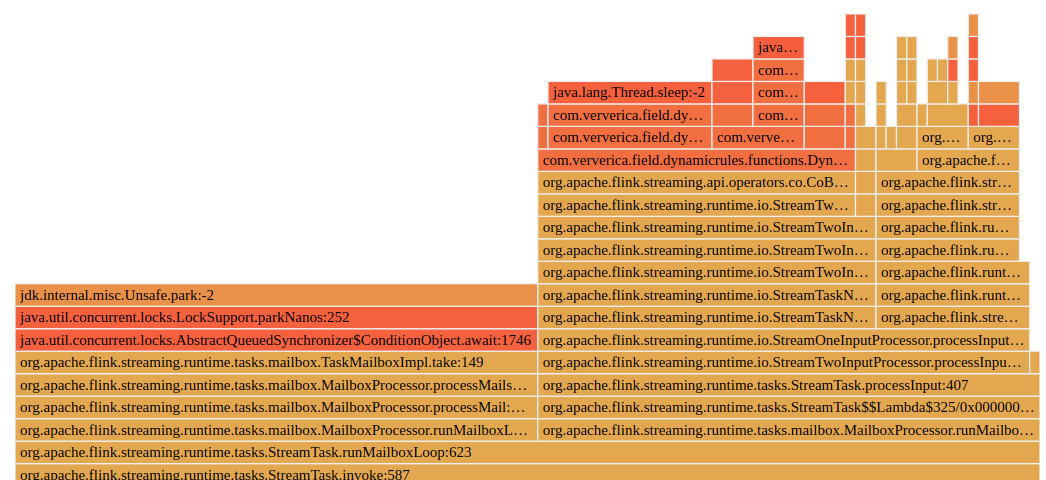 java…
com…
java.lang.Thread.sleep:-2
com…
com.ververica.field.dy…
com…
com.ververica.field.dy…
com.verve…
org.…
org.…
com.ververica.field.dynamicrules.functions.Dyn…
org.apache.f…
org.apache.flink.streaming.api.operators.co.CoB…
org.apache.flink.str…
org.apache.flink.streaming.runtime.io.StreamTw…
org.apache.flink.str…
org.apache.flink.streaming.runtime.io.StreamTwoIn…
org.apache.flink.ru…
org.apache.flink.streaming.runtime.io.StreamTwoIn…
org.apache.flink.ru…
org.apache.flink.streaming.runtime.io.StreamTwoIn…
org.apache.flink.runt…
jdk.internal.misc.Unsafe.park:-2
org.apache.flink.streaming.runtime.io.StreamTaskN…
org.apache.flink.runt…
java.util.concurrent.locks.LockSupport.parkNanos:252
org.apache.flink.streaming.runtime.io.StreamTaskN…
org.apache.flink.stre…
java.util.concurrent.locks.AbstractQueuedSynchronizer$ConditionObject.await:1746
org.apache.flink.streaming.runtime.io.StreamOneInputProcessor.processInput…
org.apache.flink.streaming.runtime.tasks.mailbox.TaskMailboxImpl.take:149
org.apache.flink.streaming.runtime.io.StreamTwoInputProcessor.processInpu…
org.apache.flink.streaming.runtime.tasks.mailbox.MailboxProcessor.processMails…
org.apache.flink.streaming.runtime.tasks.StreamTask.processInput:407
org.apache.flink.streaming.runtime.tasks.mailbox.MailboxProcessor.processMail:…
org.apache.flink.streaming.runtime.tasks.StreamTask$$Lambda$325/0x000000…
org.apache.flink.streaming.runtime.tasks.mailbox.MailboxProcessor.runMailboxL…
org.apache.flink.streaming.runtime.tasks.mailbox.MailboxProcessor.runMailbo…
org.apache.flink.streaming.runtime.tasks.StreamTask.runMailboxLoop:623
org.apache.flink.streaming.runtime.tasks.StreamTask.invoke:587